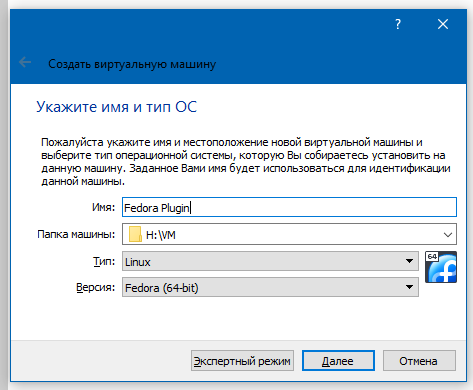 ?
Создать виртуальную машину
Укажите имя и тип ОС
Пожалуйста укажите имя и местоположение новой виртуальной машины и
выберите тип операционной системы, которую Вы собираетесь установить на
данную машину. Заданное Вами имя будет использоваться для идентификации
данной машины.
Имя: Fedora Plugin
Папка машины: H:\VM
Тип: Linux
64
Версия: Fedora (64-bit)
Экспертный режим Далее Отмена